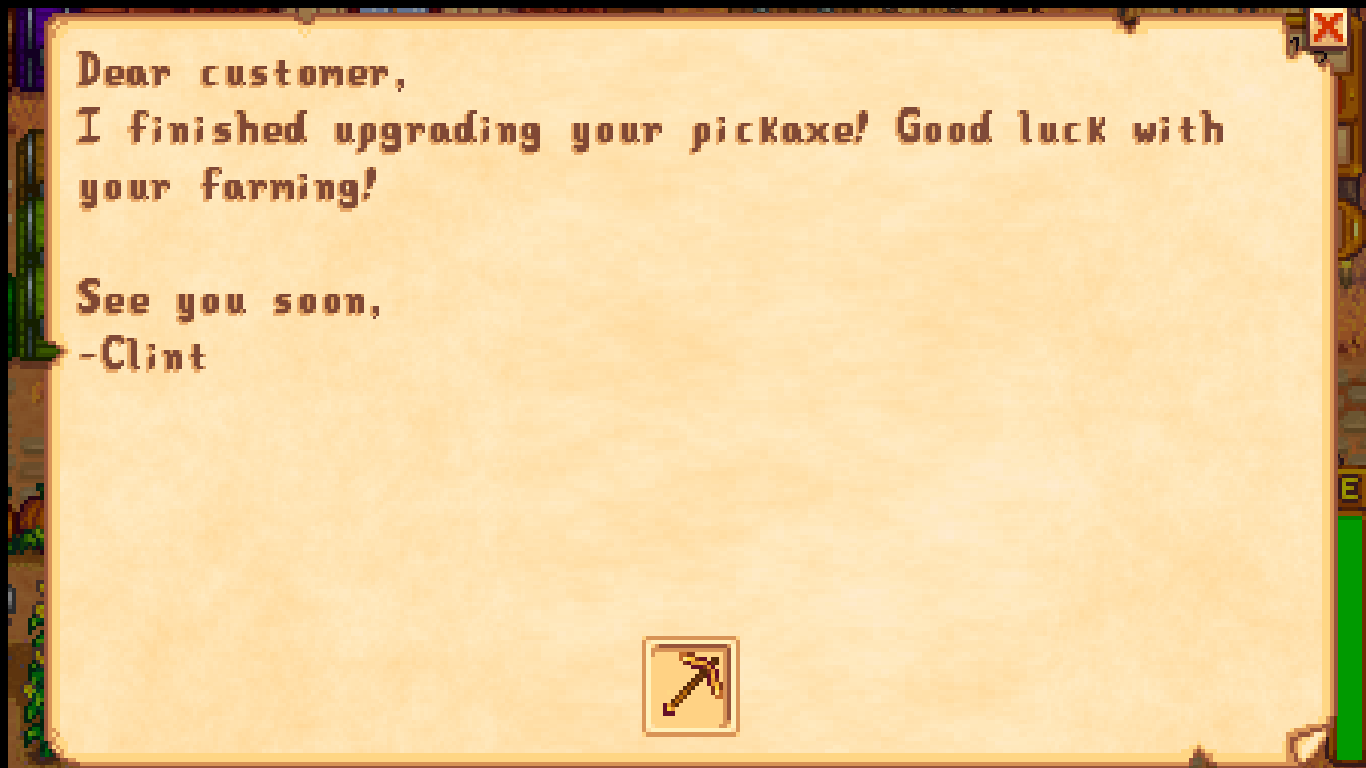 Dear customer,
I finished upgrading your pickaxe! Good luck with
your farming!
See you soon,
-Clint
E